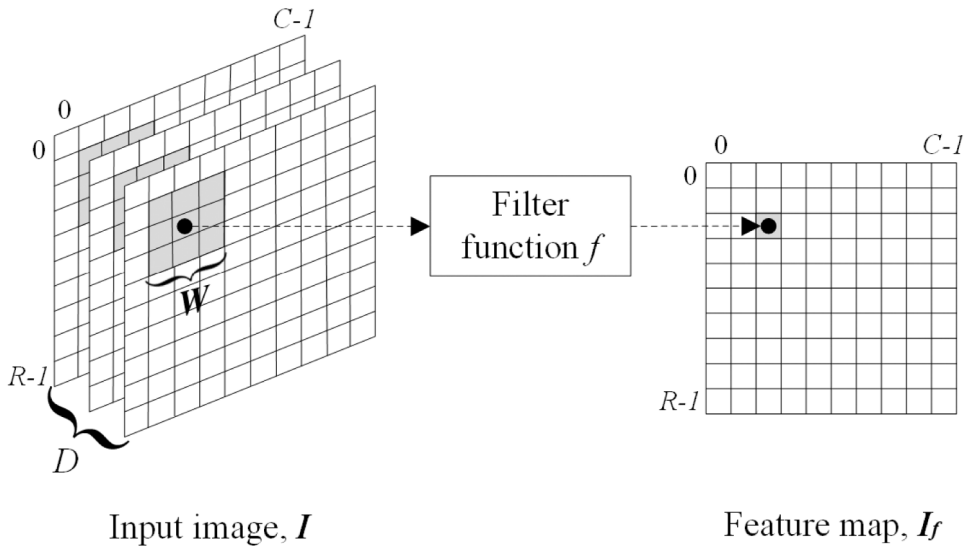 C-1
0
0
R-1
D
W
Filter
function f
0
C-1
0
R-1
Input image, I
Feature map, If